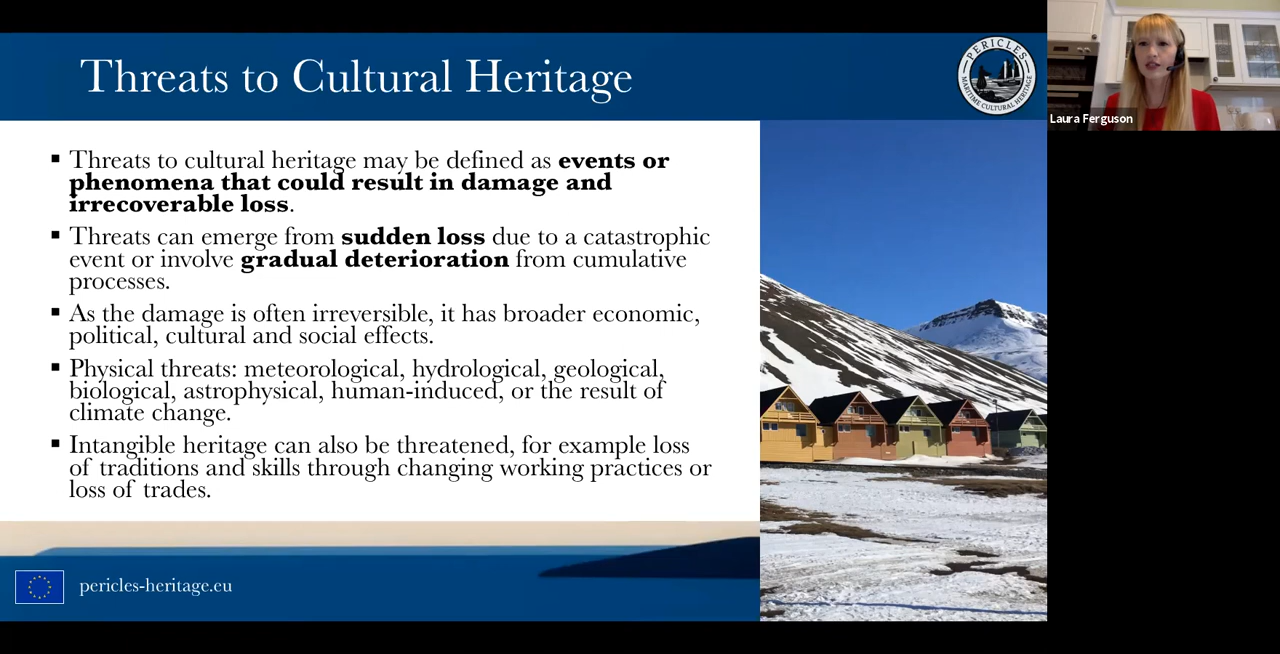 Threats to Cultural Heritage
PERICLES
MARITIME CULTURAL HERITAGE
Laura Ferguson
▪ Threats to cultural heritage may be defined as events or
phenomena that could result in damage and
irrecoverable loss.
▪ Threats can emerge from sudden loss due to a catastrophic
event or involve gradual deterioration from cumulative
processes.
▪ As the damage is often irreversible, it has broader economic,
political, cultural and social effects.
▪ Physical threats: meteorological, hydrological, geological,
biological, astrophysical, human-induced, or the result of
climate change.
▪ Intangible heritage can also be threatened, for example loss
of traditions and skills through changing working practices or
loss of trades.
pericles-heritage.eu